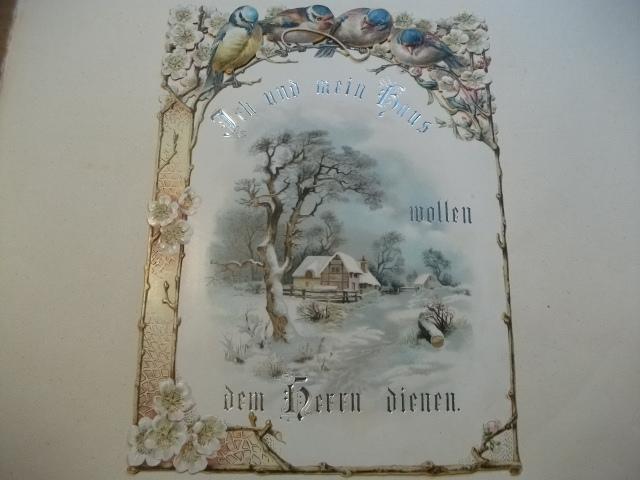 Ich und mein Haus
wollen
dem Herrn dienen.